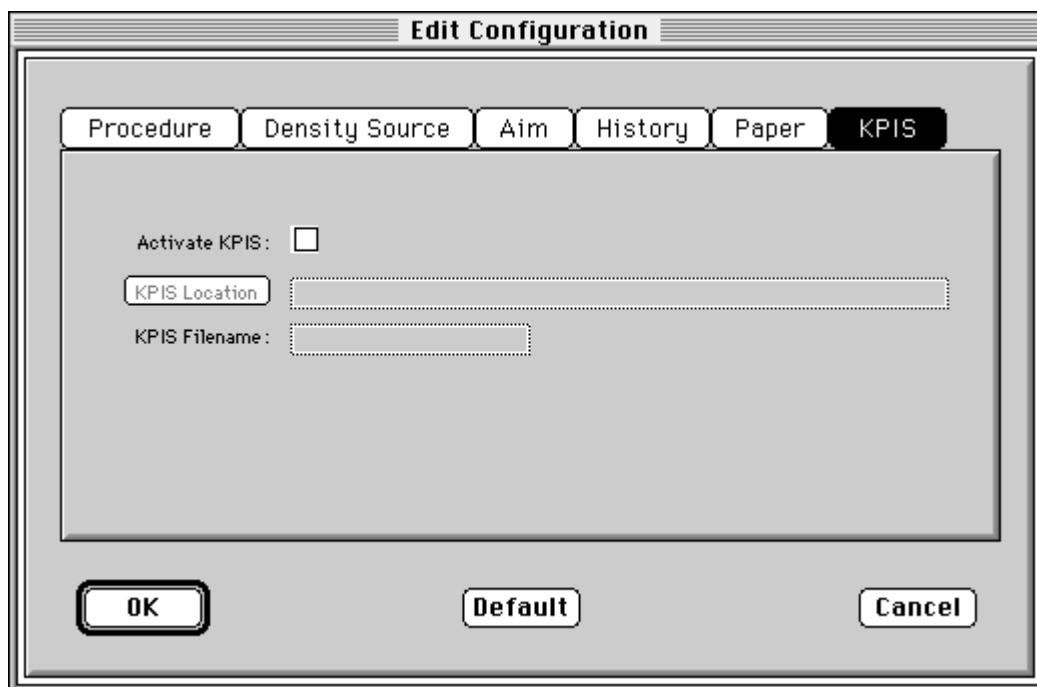 Edit Configuration
Procedure Density Source Aim History Paper KPIS
Activate KPIS:
KPIS Location
KPIS Filename:
OK Default Cancel